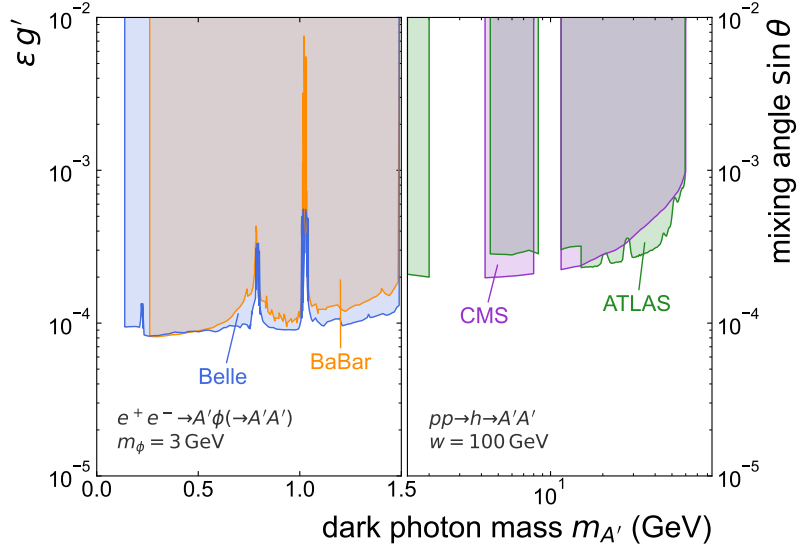 10⁻² 10⁻²
ε g′ mixing angle sin θ
10⁻³ 10⁻³
CMS ATLAS
10⁻⁴ 10⁻⁴
Belle BaBar
e⁺e⁻→A′ϕ(→A′A′) pp→h→A′A′
m_ϕ = 3 GeV w = 100 GeV
10⁻⁵ 10⁻⁵
0.0 0.5 1.0 1.5 10¹
dark photon mass m_A′ (GeV)